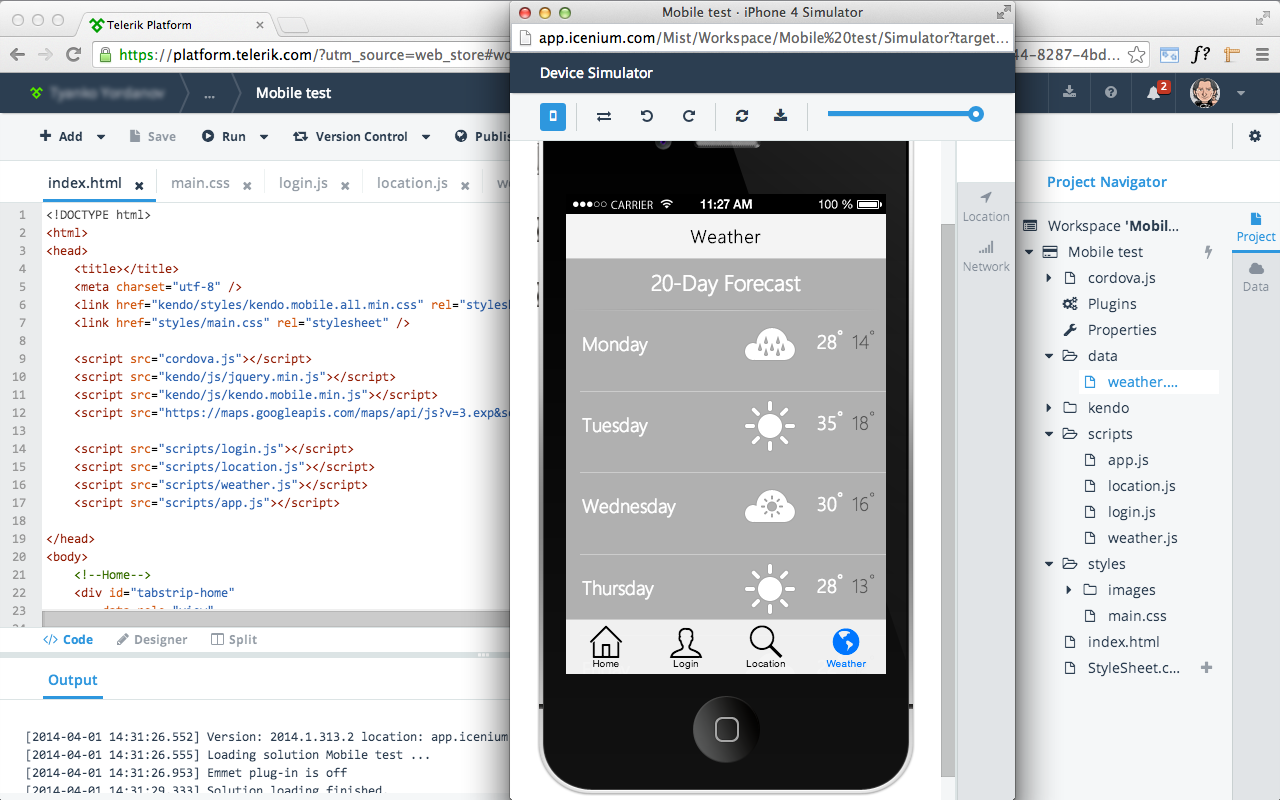 Telerik Platform
https://platform.telerik.com/?utm_source=web_store#wo
44-8287-4bd...
f?
...
Mobile test
2
Add
Save
Run
Version Control
Publis
index.html
main.css
login.js
location.js
1 <!DOCTYPE html>
2 <html>
3 <head>
4 <title></title>
5 <meta charset="utf-8" />
6 <link href="kendo/styles/kendo.mobile.all.min.css" rel="stylesh
7 <link href="styles/main.css" rel="stylesheet" />
8
9 <script src="cordova.js"></script>
10 <script src="kendo/js/jquery.min.js"></script>
11 <script src="kendo/js/kendo.mobile.min.js"></script>
12 <script src="https://maps.googleapis.com/maps/api/js?v=3.exp&se
13
14 <script src="scripts/login.js"></script>
15 <script src="scripts/location.js"></script>
16 <script src="scripts/weather.js"></script>
17 <script src="scripts/app.js"></script>
18
19 </head>
20 <body>
21 <!--Home-->
22 <div id="tabstrip-home"
23 data-role="view"
Code
Designer
Split
Output
[2014-04-01 14:31:26.552] Version: 2014.1.313.2 location: app.icenium
[2014-04-01 14:31:26.555] Loading solution Mobile test ...
[2014-04-01 14:31:26.953] Emmet plug-in is off
[2014-04-01 14:31:29.333] Solution loading finished.
Mobile test · iPhone 4 Simulator
app.icenium.com/Mist/Workspace/Mobile%20test/Simulator?target...
Device Simulator
CARRIER
11:27 AM
100 %
Weather
20-Day Forecast
Monday 28° 14°
Tuesday 35° 18°
Wednesday 30° 16°
Thursday 28° 13°
Home
Login
Location
Weather
Location
Network
Project Navigator
Workspace 'Mobil...
Mobile test
cordova.js
Plugins
Properties
data
weather....
kendo
scripts
app.js
location.js
login.js
weather.js
styles
images
main.css
index.html
StyleSheet.c...
Project
Data